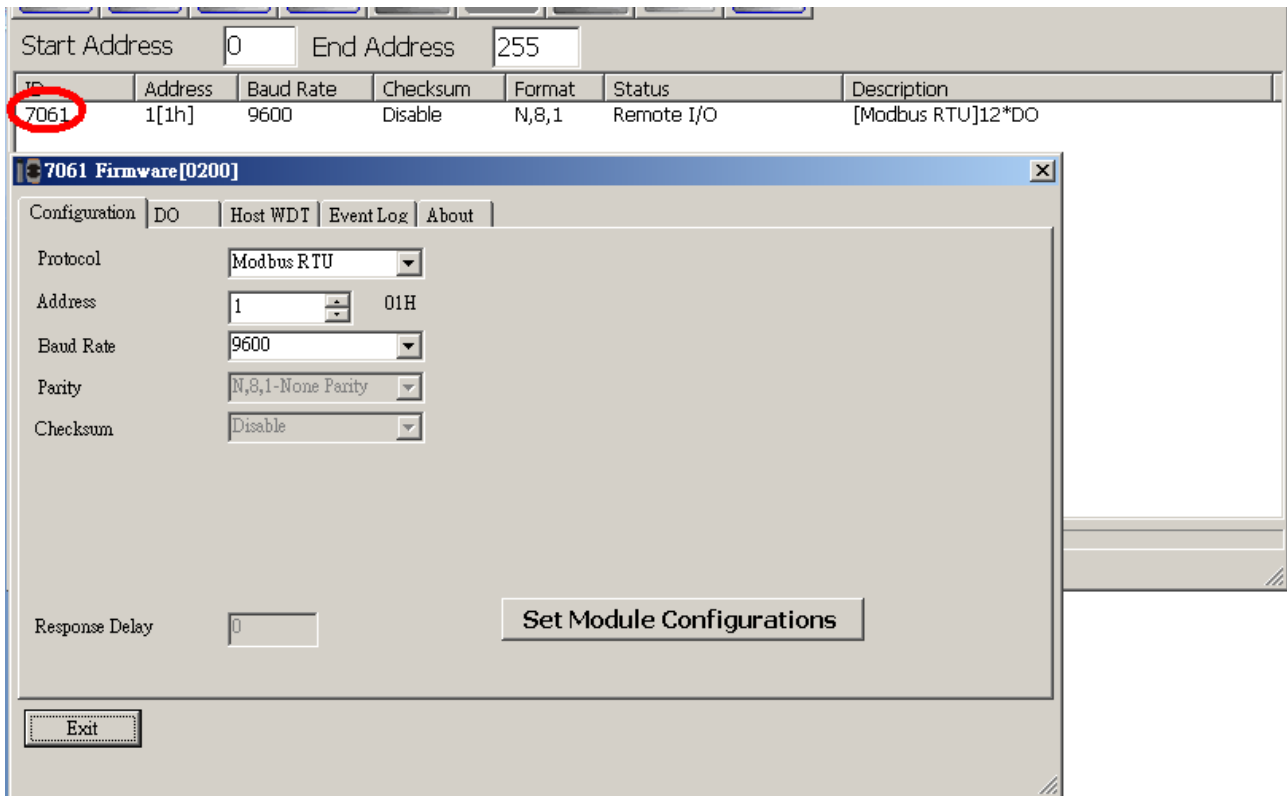 Start Address 0 End Address 255
ID Address Baud Rate Checksum Format Status Description
7061 1[1h] 9600 Disable N,8,1 Remote I/O [Modbus RTU]12*DO
7061 Firmware[0200]
Configuration DO Host WDT Event Log About
Protocol Modbus RTU
Address 1 01H
Baud Rate 9600
Parity N,8,1-None Parity
Checksum Disable
Response Delay 0 Set Module Configurations
Exit